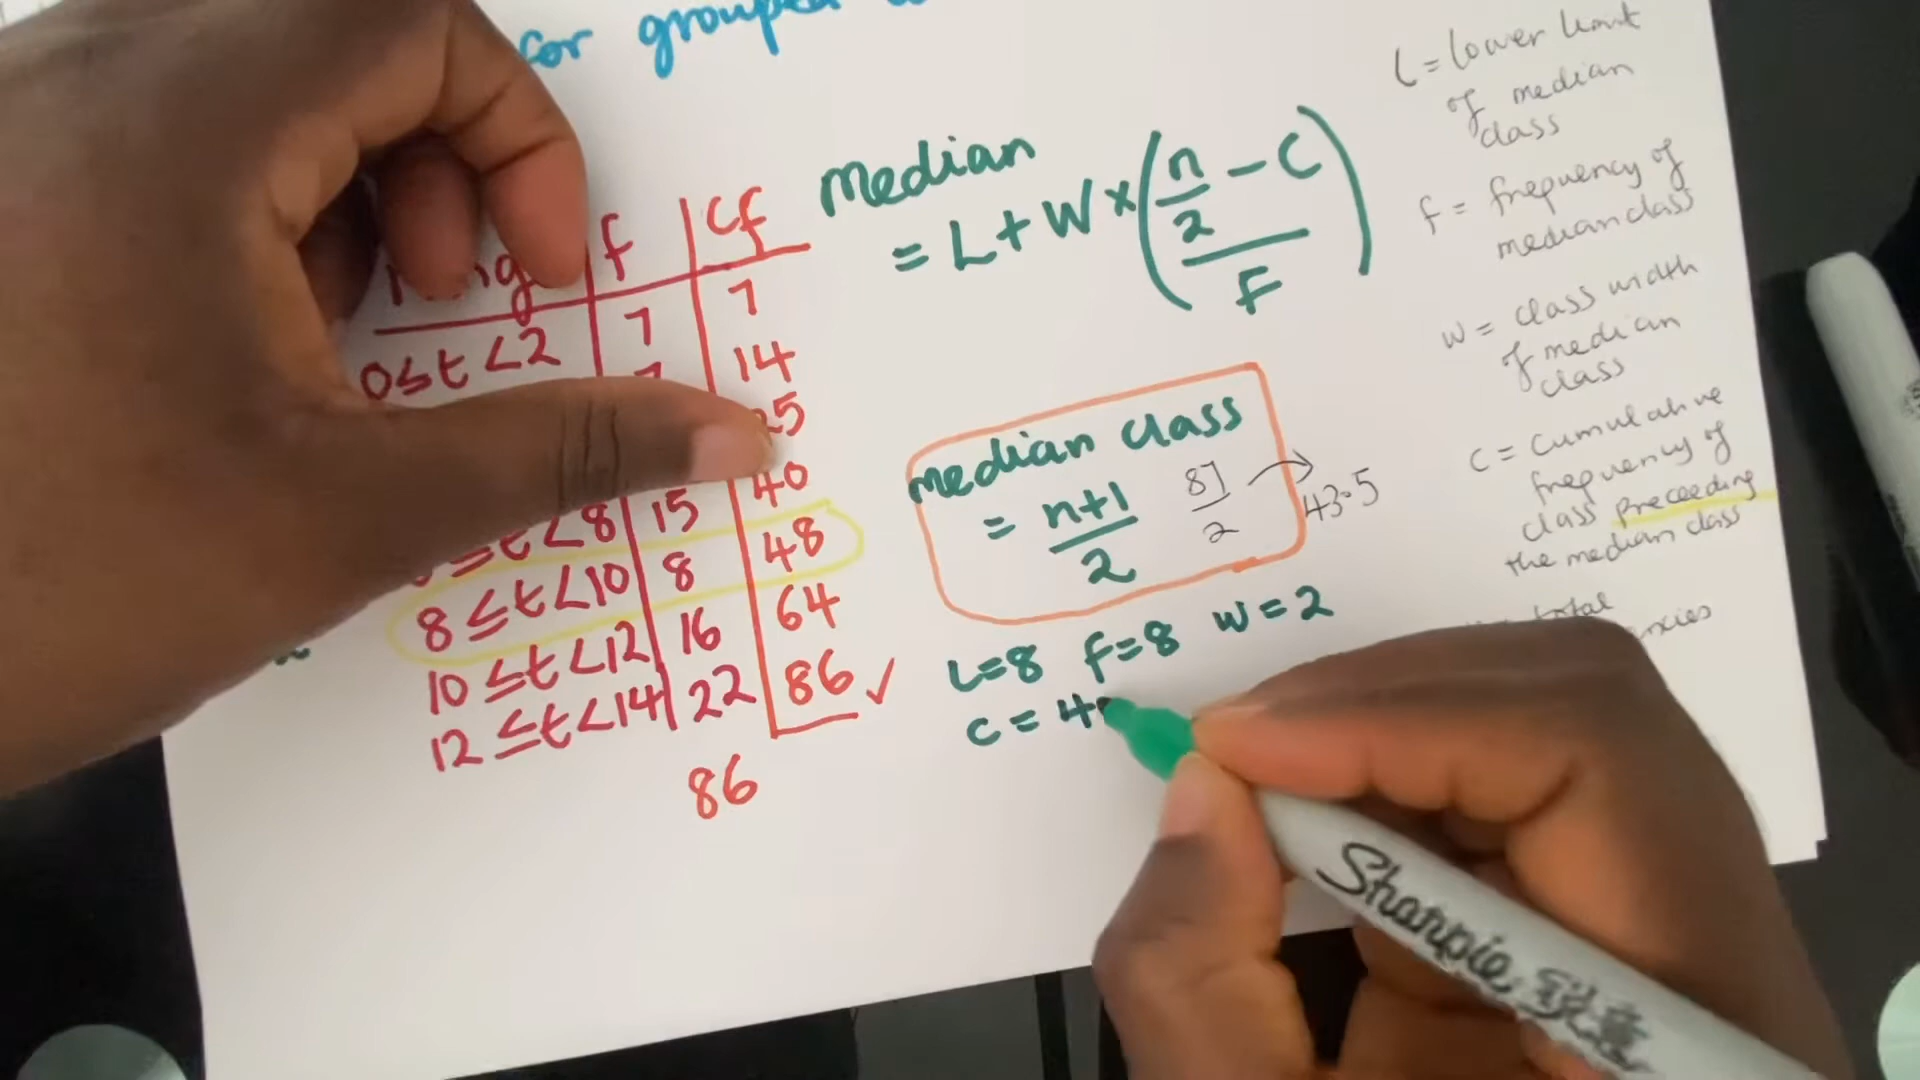 for grouped
Median
= L + W × (n/2 - C / F)
f cf
0≤t<2 7 7
14
25
40
≤t<8 15
8≤t<10 8 48
10≤t<12 16 64
12≤t<14 22 86 ✓
86
median class
= n+1/2 87/2 → 43.5
L=8 f=8 w=2
c = 4
L = lower limit
of median
class
f = frequency of
median class
w = class width
of median
class
c = cumulative
frequency of
class preceeding
the median class
total
Sharpie